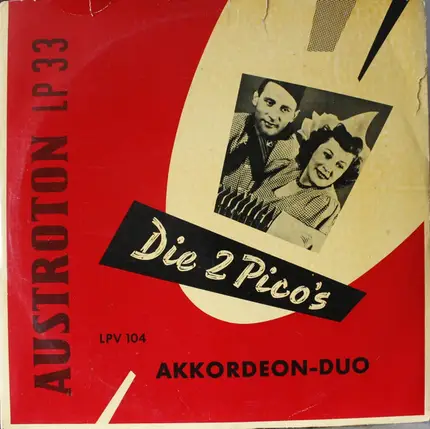 AUSTROTON LP 33
Die 2 Pico's
LPV 104
AKKORDEON-DUO